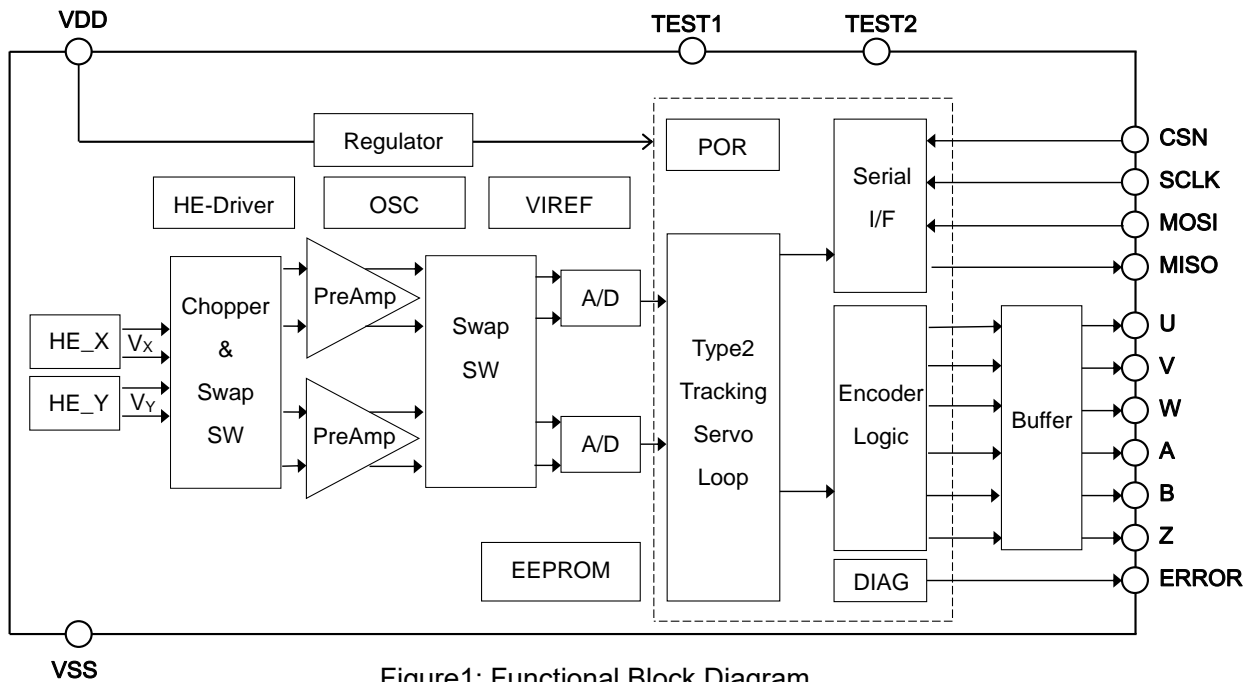 VDD
TEST1
TEST2
Regulator
POR
Serial
I/F
CSN
SCLK
MOSI
MISO
HE-Driver
OSC
VIREF
HE_X
VX
HE_Y
VY
Chopper
&
Swap
SW
PreAmp
PreAmp
Swap
SW
A/D
A/D
Type2
Tracking
Servo
Loop
Encoder
Logic
Buffer
U
V
W
A
B
Z
EEPROM
DIAG
ERROR
VSS
Figure1: Functional Block Diagram